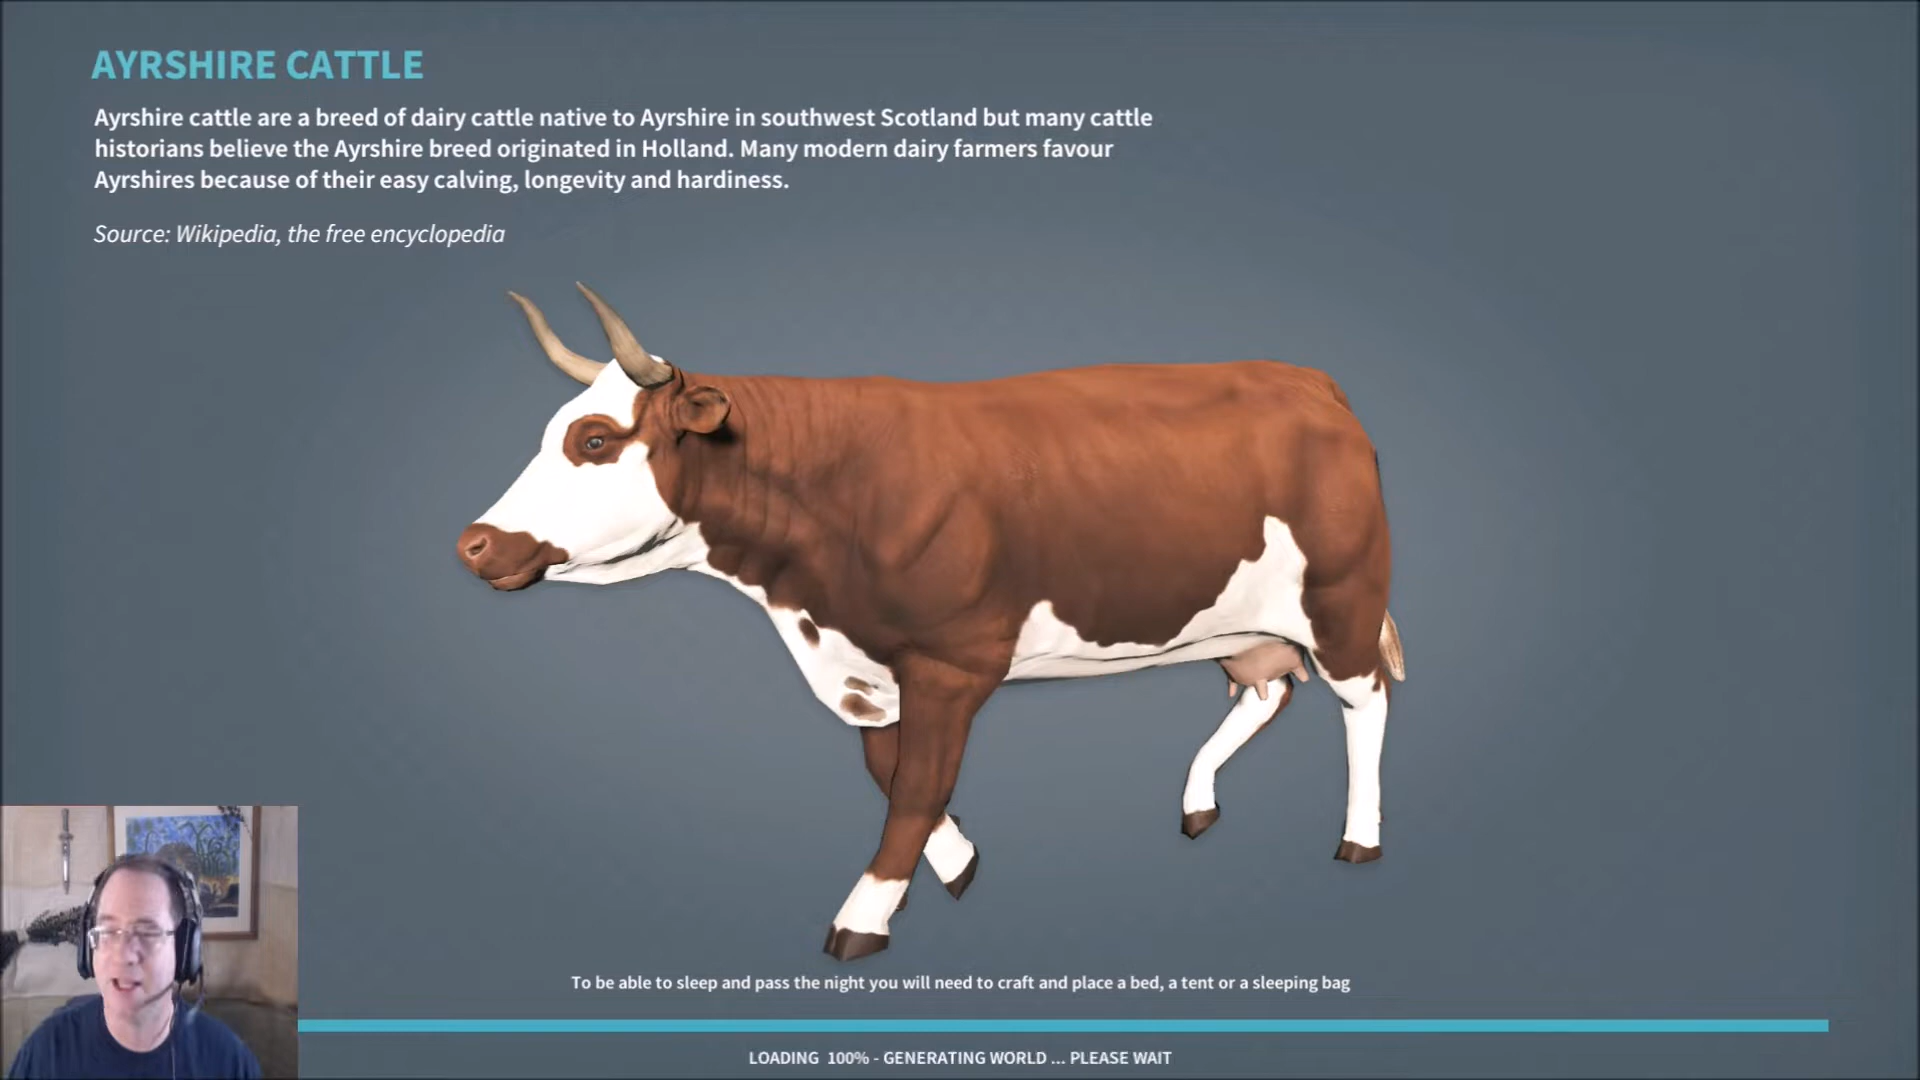 AYRSHIRE CATTLE
Ayrshire cattle are a breed of dairy cattle native to Ayrshire in southwest Scotland but many cattle
historians believe the Ayrshire breed originated in Holland. Many modern dairy farmers favour
Ayrshires because of their easy calving, longevity and hardiness.
Source: Wikipedia, the free encyclopedia
To be able to sleep and pass the night you will need to craft and place a bed, a tent or a sleeping bag
LOADING 100% - GENERATING WORLD ... PLEASE WAIT